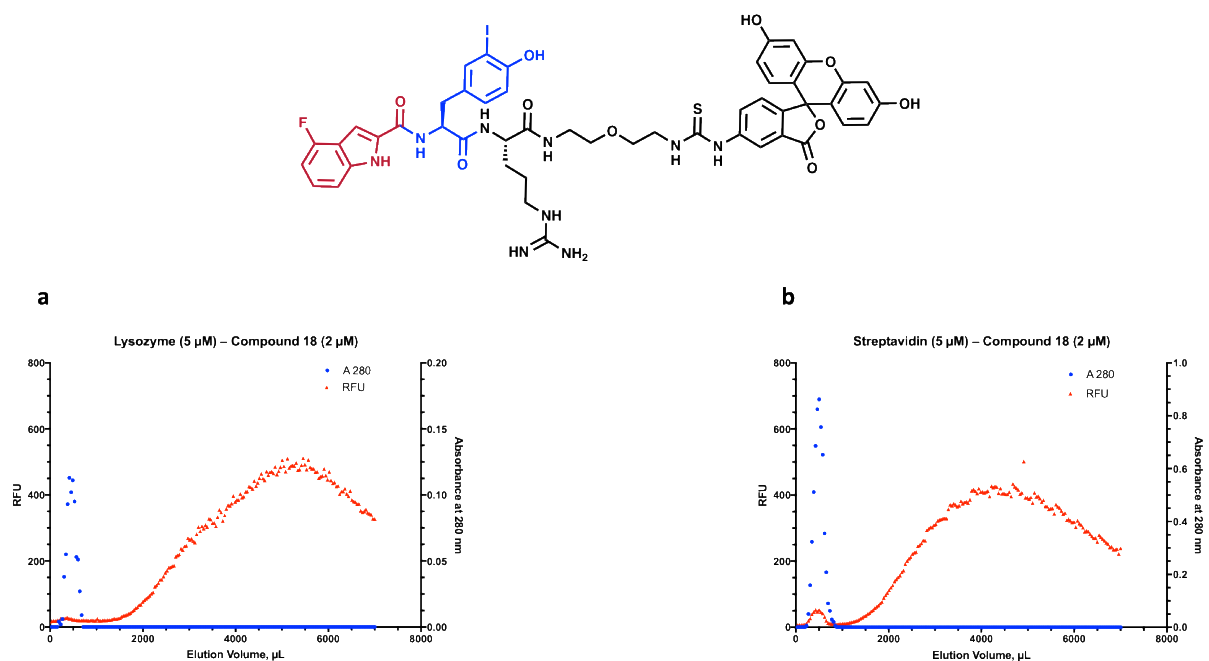 HO
I
OH
O
F
O
S
OH
N
H
H
N
O
N
H
O
N
H
N
H
O
O
NH
O
NH
HN
NH2
a
b
Lysozyme (5 µM) – Compound 18 (2 µM)
Streptavidin (5 µM) – Compound 18 (2 µM)
800
0.20
A 280
RFU
600
0.15
400
0.10
200
0.05
0
0.00
0
2000
4000
6000
8000
RFU
Absorbance at 280 nm
Elution Volume, µL
800
1.0
A 280
RFU
0.8
600
0.6
400
0.4
200
0.2
0
0.0
0
2000
4000
6000
8000
RFU
Absorbance at 280 nm
Elution Volume, µL